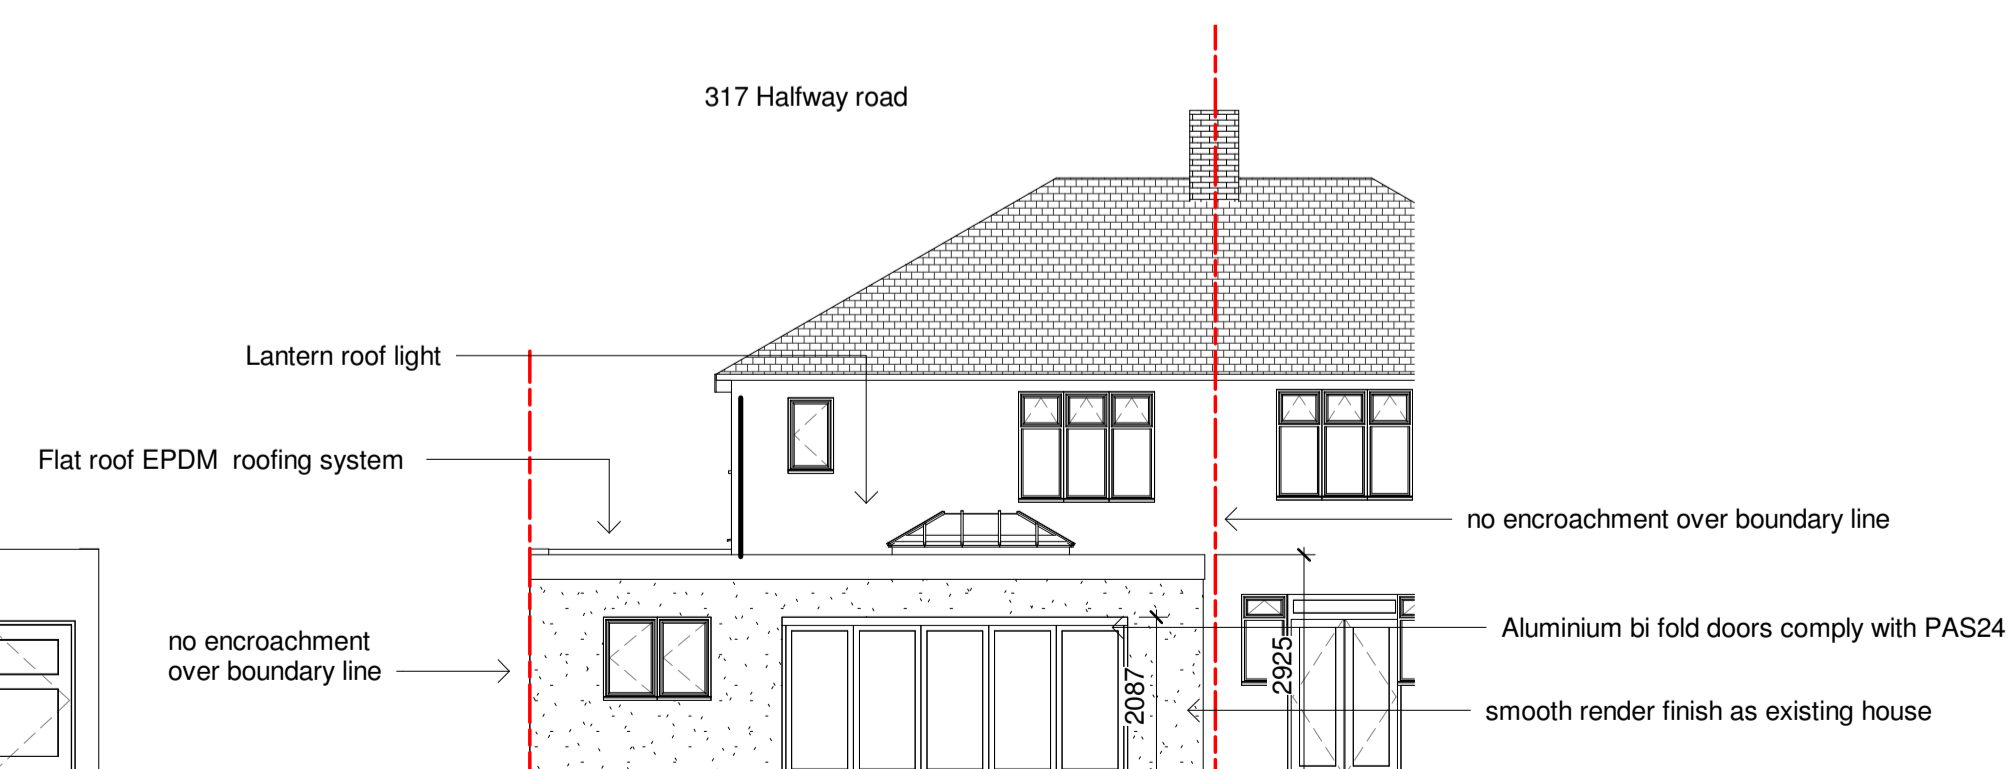 317 Halfway road
Lantern roof light
Flat roof EPDM roofing system
no encroachment over boundary line
no encroachment
over boundary line
Aluminium bi fold doors comply with PAS24
2925
2087
smooth render finish as existing house